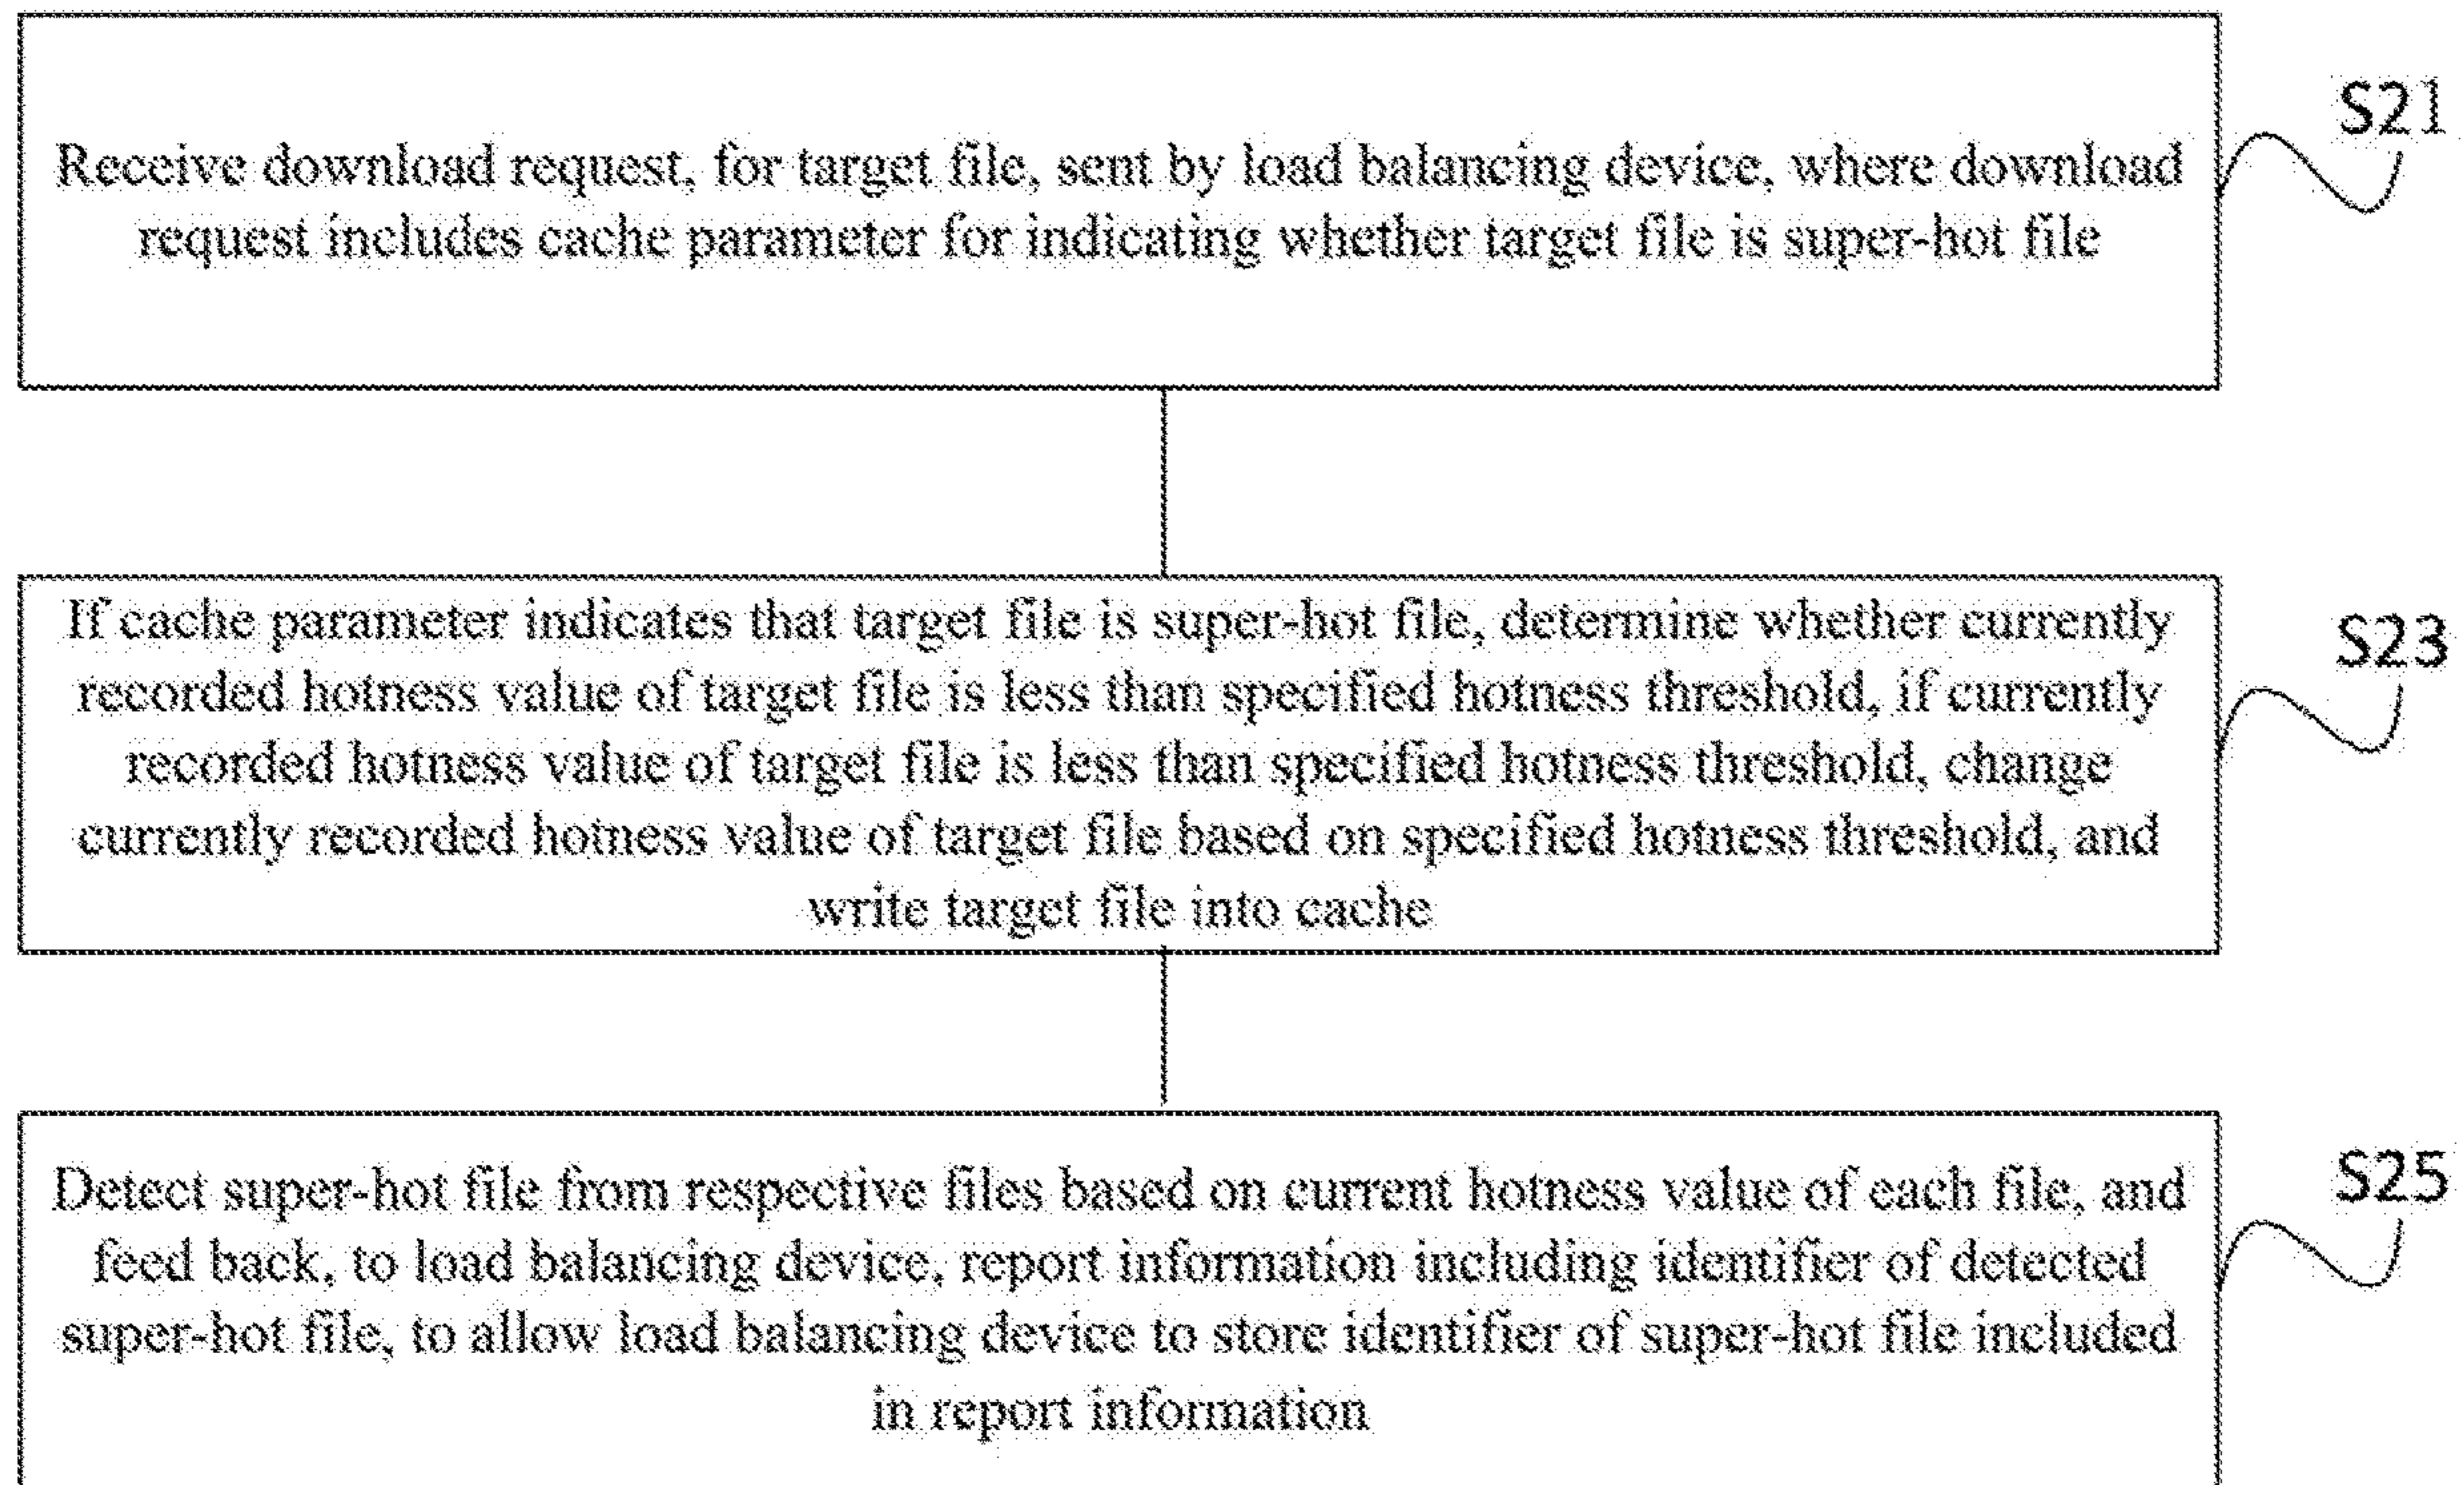 S21
Receive download request, for target file, sent by load balancing device, where download
request includes cache parameter for indicating whether target file is super-hot file
S23
If cache parameter indicates that target file is super-hot file, determine whether currently
recorded hotness value of target file is less than specified hotness threshold, if currently
recorded hotness value of target file is less than specified hotness threshold, change
currently recorded hotness value of target file based on specified hotness threshold, and
write target file into cache
S25
Detect super-hot file from respective files based on current hotness value of each file, and
feed back, to load balancing device, report information including identifier of detected
super-hot file, to allow load balancing device to store identifier of super-hot file included
in report information